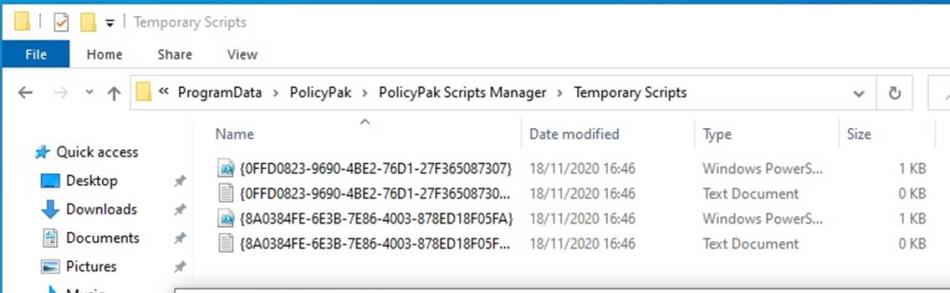 Temporary Scripts
File Home Share View
« ProgramData > PolicyPak > PolicyPak Scripts Manager > Temporary Scripts
Name Date modified Type Size
Quick access
Desktop
Downloads
Documents
Pictures
Music
{0FFD0823-9690-4BE2-76D1-27F365087307} 18/11/2020 16:46 Windows PowerS... 1 KB
{0FFD0823-9690-4BE2-76D1-27F36508730... 18/11/2020 16:46 Text Document 0 KB
{8A0384FE-6E3B-7E86-4003-878ED18F05FA} 18/11/2020 16:46 Windows PowerS... 1 KB
{8A0384FE-6E3B-7E86-4003-878ED18F05F... 18/11/2020 16:46 Text Document 0 KB